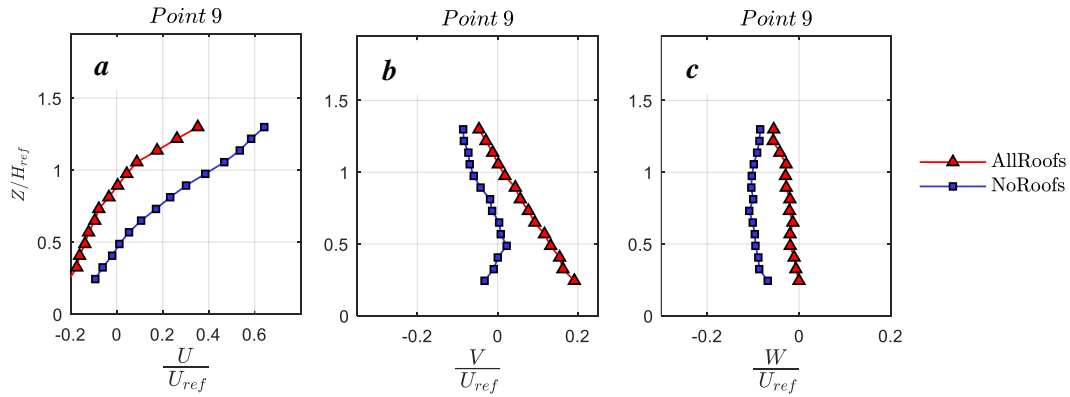 Point 9
Point 9
Point 9
a
b
c
1.5
1
0.5
0
Z/H_ref
-0.2 0 0.2 0.4 0.6
U
U_ref
1.5
1
0.5
0
-0.2 0 0.2
V
U_ref
1.5
1
0.5
0
-0.2 0 0.2
W
U_ref
AllRoofs
NoRoofs